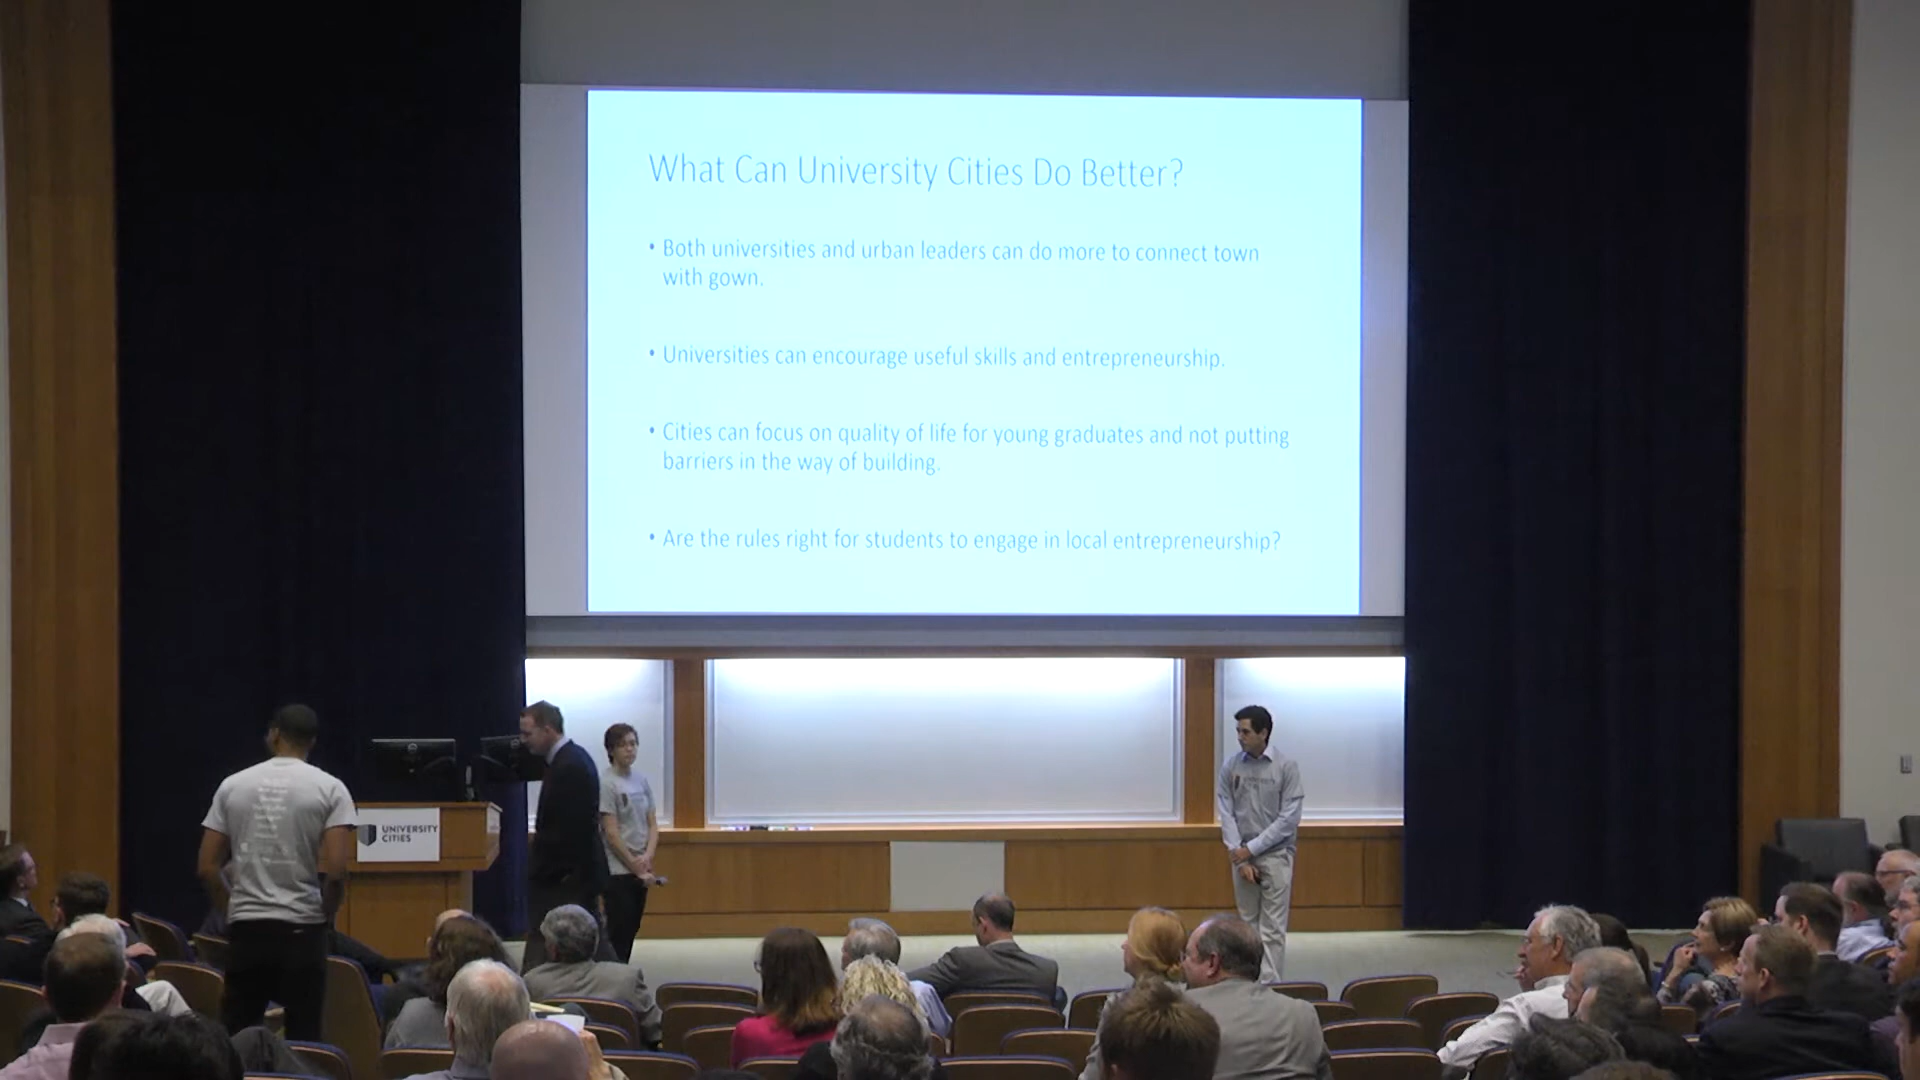 What Can University Cities Do Better?
• Both universities and urban leaders can do more to connect town
with gown.
• Universities can encourage useful skills and entrepreneurship.
• Cities can focus on quality of life for young graduates and not putting
barriers in the way of building.
• Are the rules right for students to engage in local entrepreneurship?
UNIVERSITY
CITIES